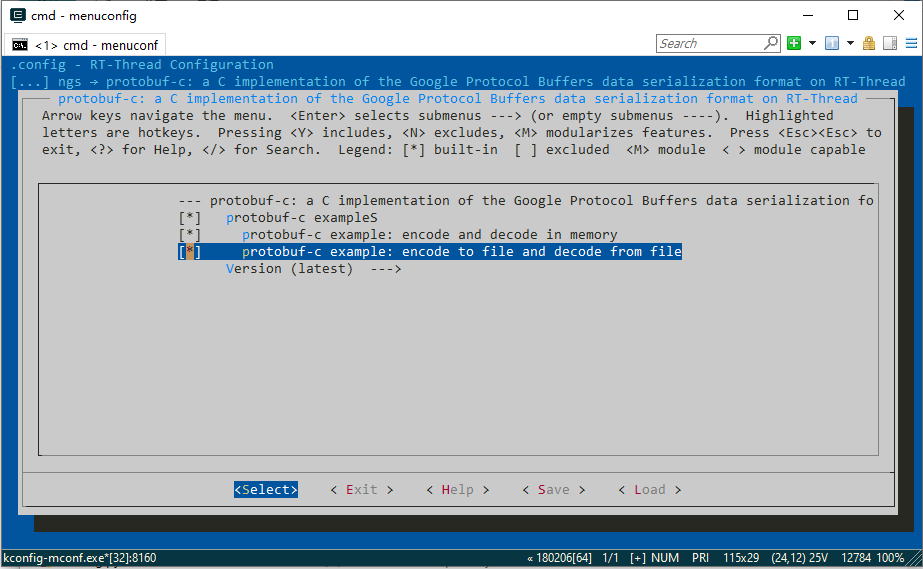 cmd - menuconfig
<1> cmd - menuconf
Search
.config - RT-Thread Configuration
[...] ngs → protobuf-c: a C implementation of the Google Protocol Buffers data serialization format on RT-Thread
protobuf-c: a C implementation of the Google Protocol Buffers data serialization format on RT-Thread
Arrow keys navigate the menu.  <Enter> selects submenus ---> (or empty submenus ----).  Highlighted
letters are hotkeys.  Pressing <Y> includes, <N> excludes, <M> modularizes features.  Press <Esc><Esc> to
exit, <?> for Help, </> for Search.  Legend: [*] built-in  [ ] excluded  <M> module  < > module capable
--- protobuf-c: a C implementation of the Google Protocol Buffers data serialization fo
[*]   protobuf-c exampleS
[*]     protobuf-c example: encode and decode in memory
[*]     protobuf-c example: encode to file and decode from file
Version (latest)  --->
<Select>    < Exit >    < Help >    < Save >    < Load >
kconfig-mconf.exe*[32]:8160    « 180206[64]  1/1  [+] NUM  PRI  115x29  (24,12) 25V  12784 100%